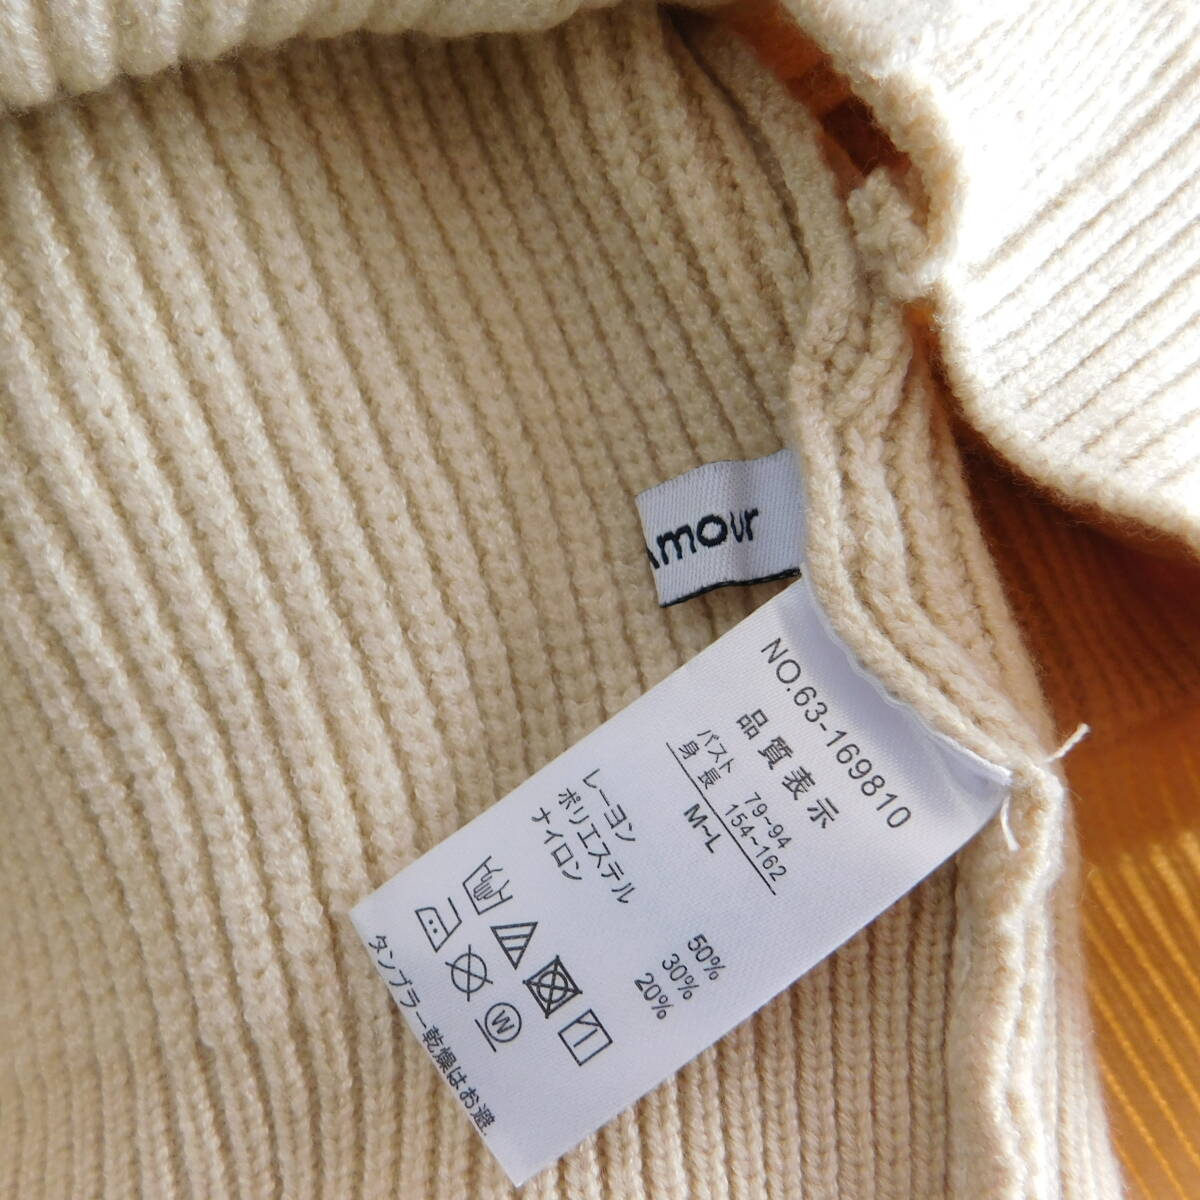 Amour
NO.63-169810
品質表示
バスト 79~94
身長 154~162
M~L
レーヨン 50%
ポリエステル 30%
ナイロン 20%
W
タンブラー乾燥はお避